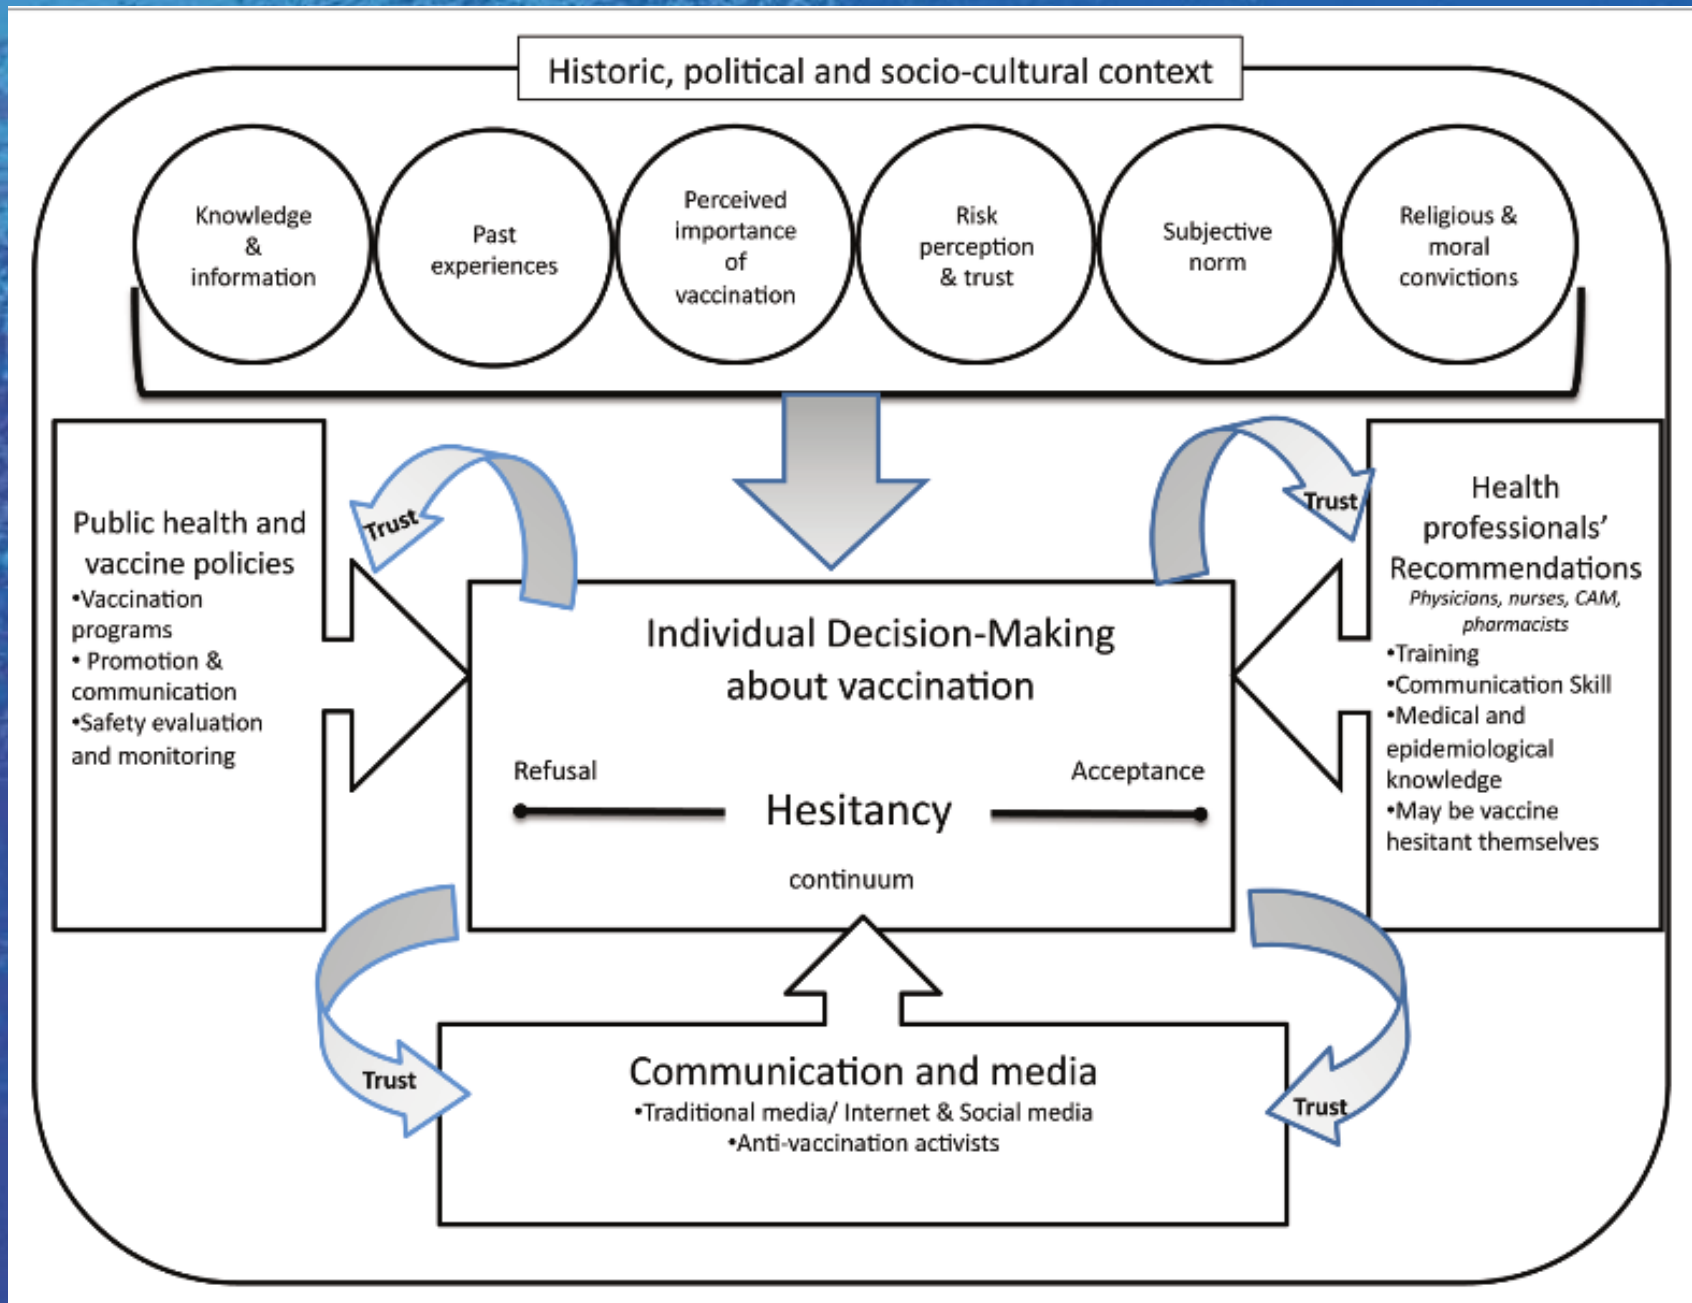 Historic, political and socio-cultural context
Knowledge
&
information
Past
experiences
Perceived
importance
of
vaccination
Risk
perception
& trust
Subjective
norm
Religious &
moral
convictions
Trust
Trust
Public health and
vaccine policies
•Vaccination
programs
• Promotion &
communication
•Safety evaluation
and monitoring
Individual Decision-Making
about vaccination
Refusal
Acceptance
Hesitancy
continuum
Health
professionals’
Recommendations
Physicians, nurses, CAM,
pharmacists
•Training
•Communication Skill
•Medical and
epidemiological
knowledge
•May be vaccine
hesitant themselves
Trust
Trust
Communication and media
•Traditional media/ Internet & Social media
•Anti-vaccination activists